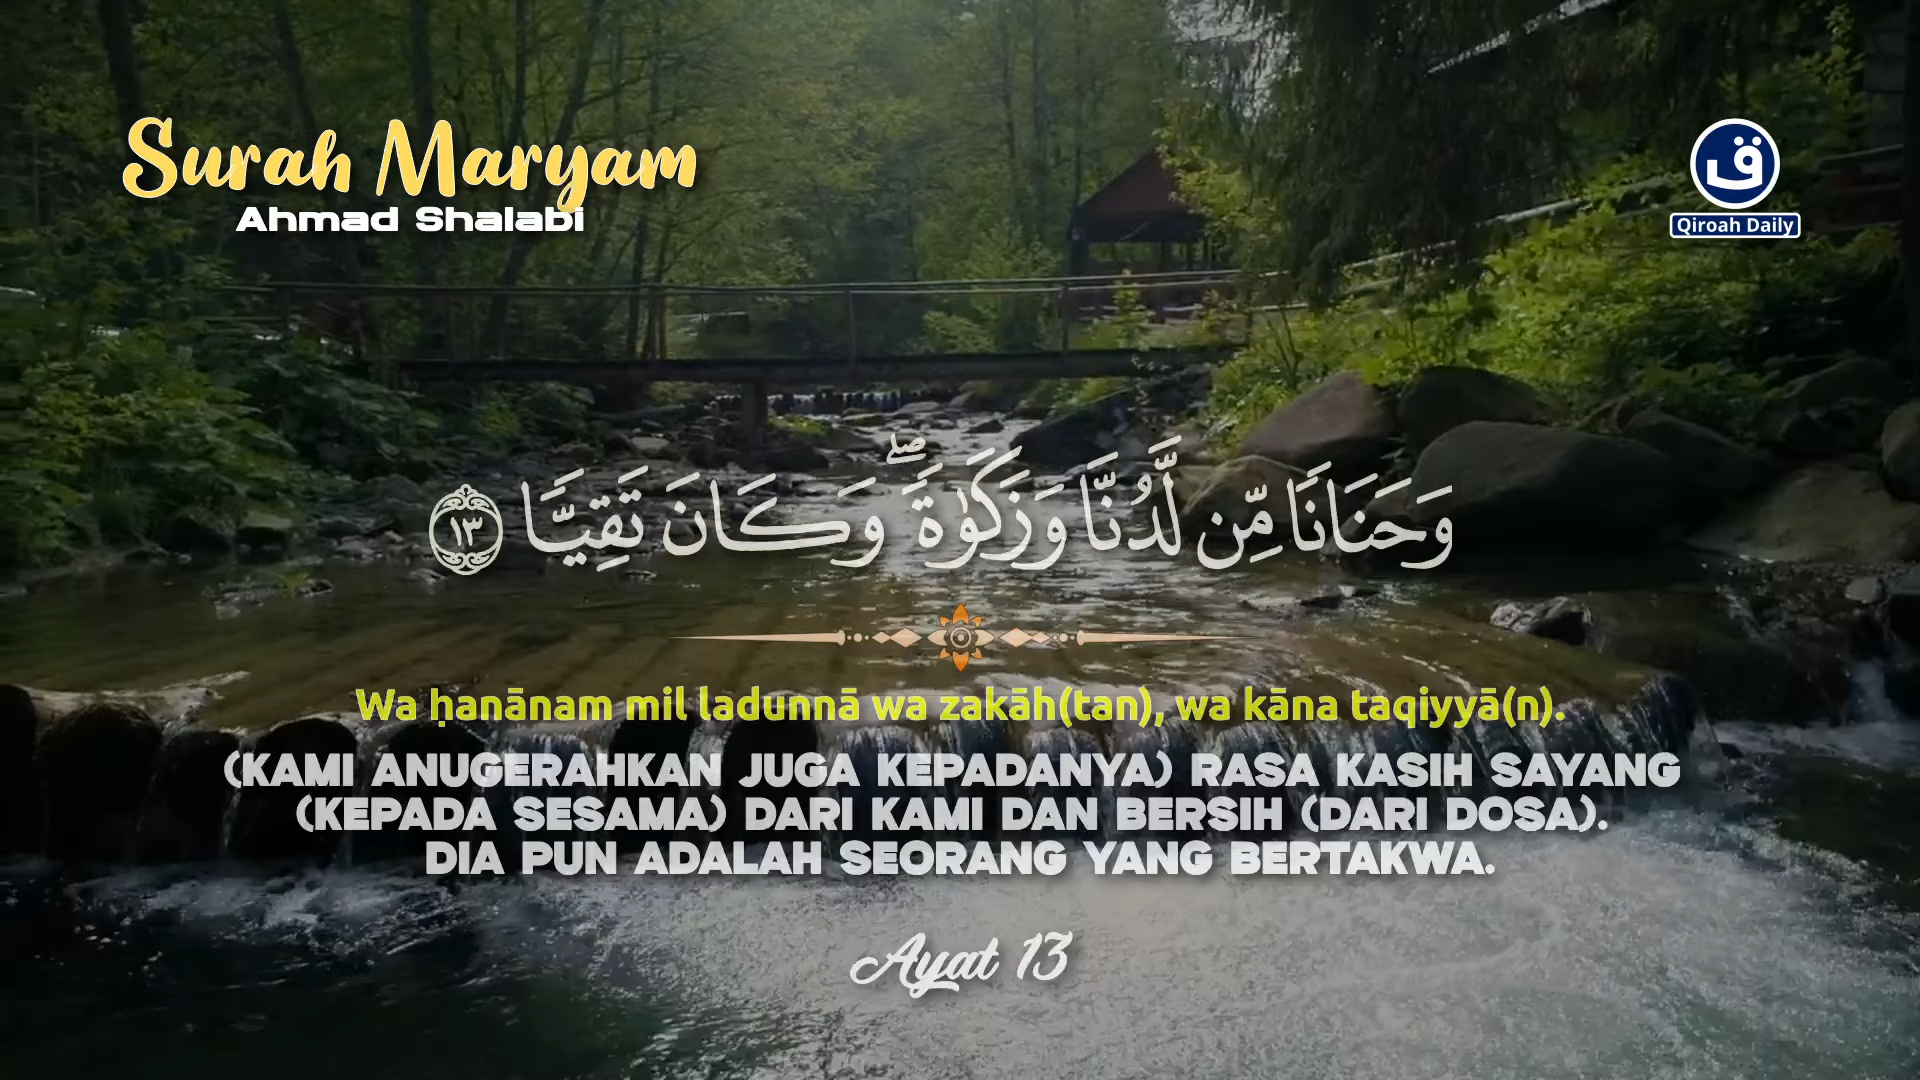 Surah Maryam
Ahmad Shalabi
ق
Qiroah Daily
وَحَنَانًا مِّن لَّدُنَّا وَزَكَوٰةً ۖ وَكَانَ تَقِيًّا ١٣
Wa ḥanānam mil ladunnā wa zakāh(tan), wa kāna taqiyyā(n).
(KAMI ANUGERAHKAN JUGA KEPADANYA) RASA KASIH SAYANG
(KEPADA SESAMA) DARI KAMI DAN BERSIH (DARI DOSA).
DIA PUN ADALAH SEORANG YANG BERTAKWA.
Ayat 13